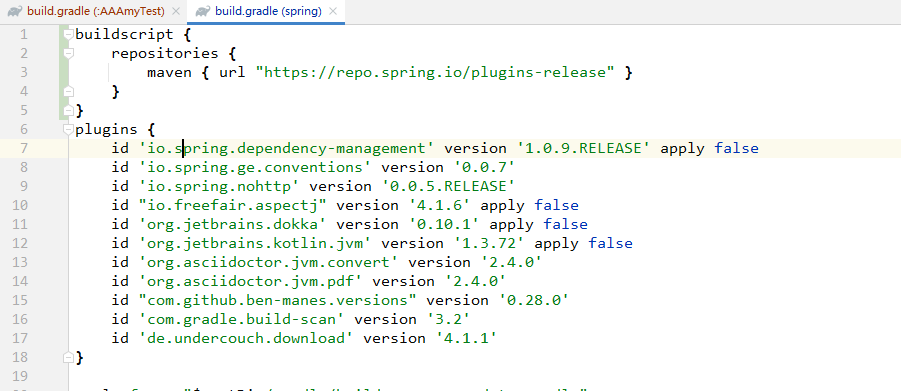 build.gradle (:AAAmyTest) × build.gradle (spring) ×
1 buildscript {
2     repositories {
3         maven { url "https://repo.spring.io/plugins-release" }
4     }
5 }
6 plugins {
7     id 'io.spring.dependency-management' version '1.0.9.RELEASE' apply false
8     id 'io.spring.ge.conventions' version '0.0.7'
9     id 'io.spring.nohttp' version '0.0.5.RELEASE'
10     id "io.freefair.aspectj" version '4.1.6' apply false
11     id 'org.jetbrains.dokka' version '0.10.1' apply false
12     id 'org.jetbrains.kotlin.jvm' version '1.3.72' apply false
13     id 'org.asciidoctor.jvm.convert' version '2.4.0'
14     id 'org.asciidoctor.jvm.pdf' version '2.4.0'
15     id "com.github.ben-manes.versions" version '0.28.0'
16     id 'com.gradle.build-scan' version '3.2'
17     id 'de.undercouch.download' version '4.1.1'
18 }
19